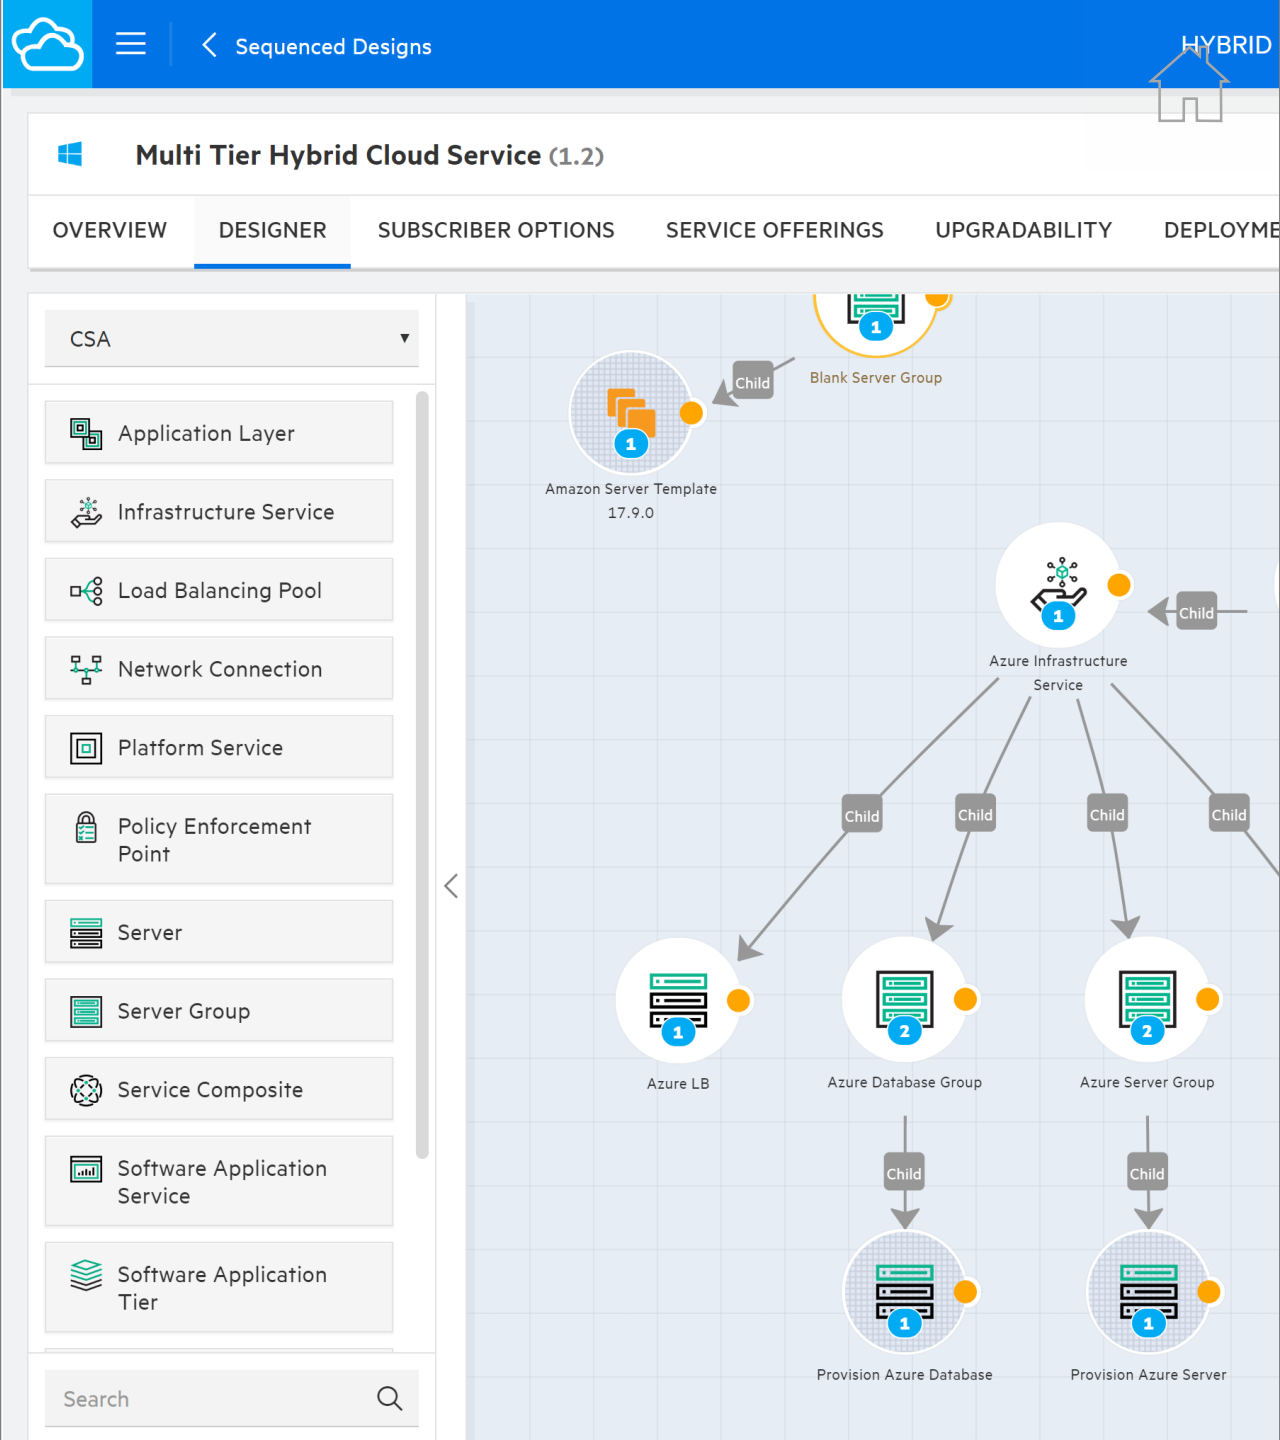 Sequenced Designs
HYBRID
Multi Tier Hybrid Cloud Service (1.2)
OVERVIEW
DESIGNER
SUBSCRIBER OPTIONS
SERVICE OFFERINGS
UPGRADABILITY
DEPLOYME
CSA
Application Layer
Infrastructure Service
Load Balancing Pool
Network Connection
Platform Service
Policy Enforcement
Point
Server
Server Group
Service Composite
Software Application
Service
Software Application
Tier
Search
1
Blank Server Group
Child
1
Amazon Server Template
17.9.0
1
Child
Azure Infrastructure
Service
Child
Child
Child
Child
1
2
2
Azure LB
Azure Database Group
Azure Server Group
Child
Child
1
1
Provision Azure Database
Provision Azure Server